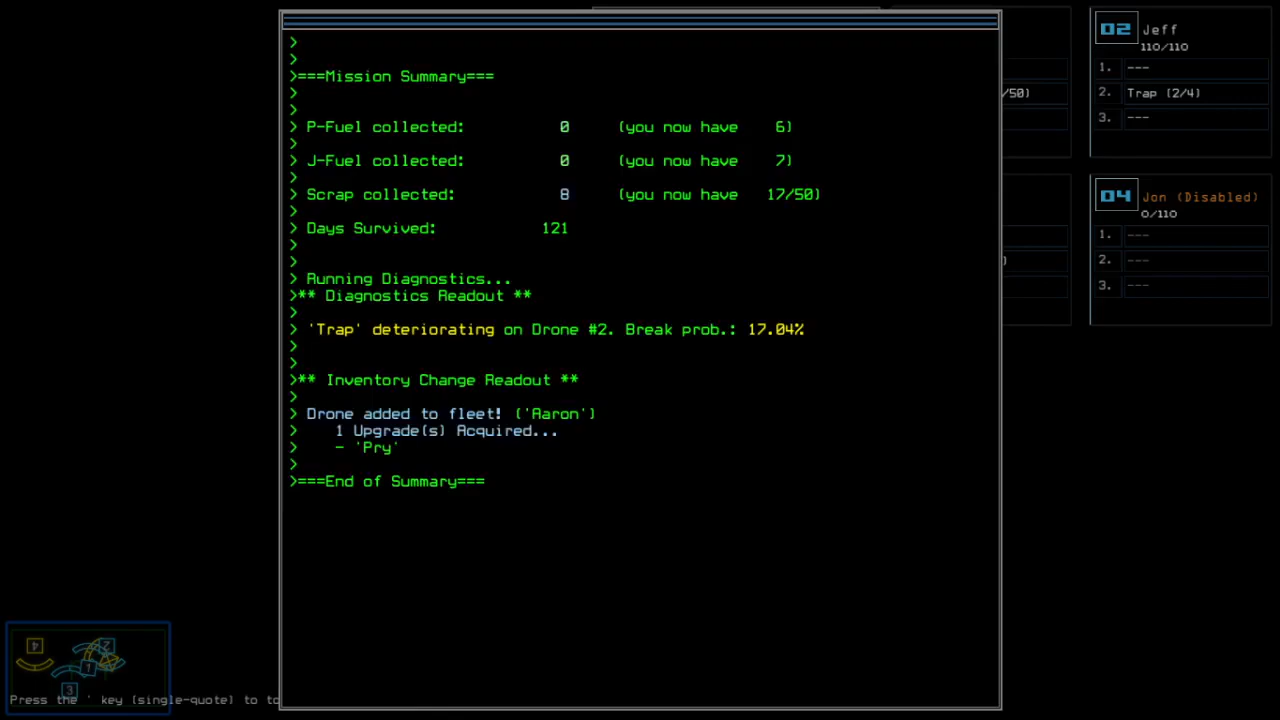 >
>
>===Mission Summary===
>
>
> P-Fuel collected: 0 (you now have 6)
>
> J-Fuel collected: 0 (you now have 7)
>
> Scrap collected: 8 (you now have 17/50)
>
> Days Survived: 121
>
>
> Running Diagnostics...
>** Diagnostics Readout **
>
> 'Trap' deteriorating on Drone #2. Break prob.: 17.04%
>
>
>** Inventory Change Readout **
>
> Drone added to fleet! ('Aaron')
> 1 Upgrade(s) Acquired...
> - 'Pry'
>
>===End of Summary===
/50)
)
02 Jeff
110/110
1. ---
2. Trap (2/4)
3. ---
04 Jon (Disabled)
0/110
1. ---
2. ---
3. ---
4
2
1
3
Press the ' key (single-quote) to to